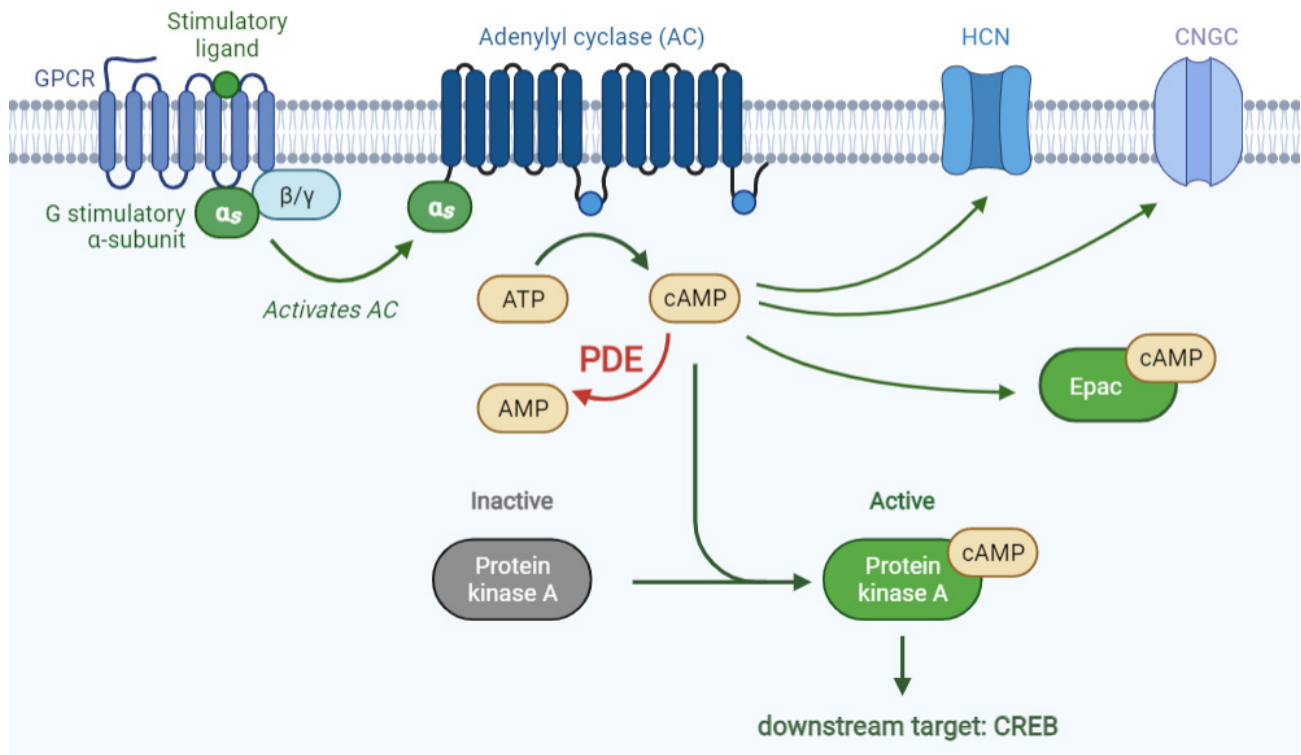 Stimulatory
ligand
GPCR
Adenylyl cyclase (AC)
HCN
CNGC
β/γ
αs
αs
G stimulatory
α-subunit
Activates AC
ATP
cAMP
PDE
AMP
cAMP
Epac
Inactive
Active
Protein
kinase A
cAMP
Protein
kinase A
downstream target: CREB